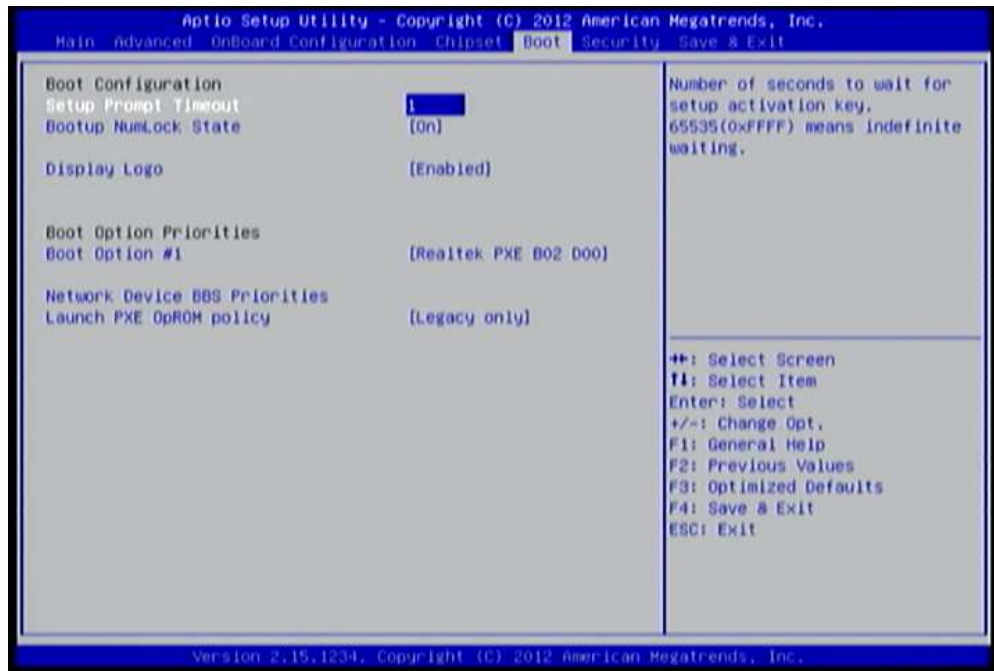 Aptio Setup Utility - Copyright (C) 2012 American Megatrends, Inc.
Main Advanced OnBoard Configuration Chipset Boot Security Save & Exit
Boot Configuration
Setup Prompt Timeout 1
Bootup NumLock State [On]
Display Logo [Enabled]
Boot Option Priorities
Boot Option #1 [Realtek PXE B02 D00]
Network Device BBS Priorities
Launch PXE OpROM policy [Legacy only]
Number of seconds to wait for
setup activation key.
65535(0xFFFF) means indefinite
waiting.
→←: Select Screen
↑↓: Select Item
Enter: Select
+/-: Change Opt.
F1: General Help
F2: Previous Values
F3: Optimized Defaults
F4: Save & Exit
ESC: Exit
Version 2.15.1234. Copyright (C) 2012 American Megatrends, Inc.